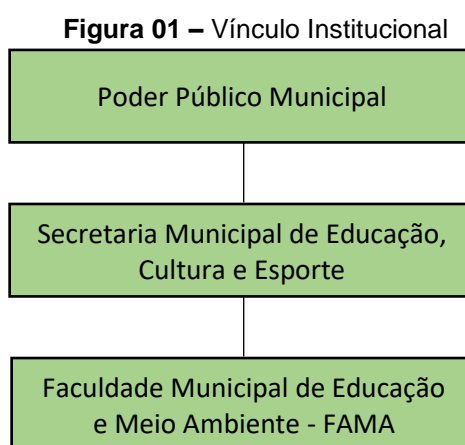 Figura 01 – Vínculo Institucional
Poder Público Municipal
Secretaria Municipal de Educação,
Cultura e Esporte
Faculdade Municipal de Educação
e Meio Ambiente - FAMA